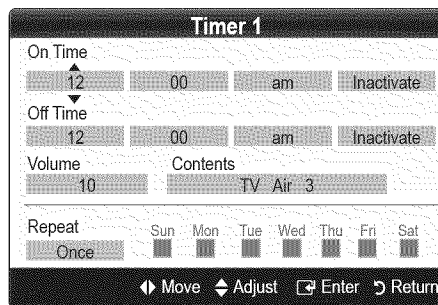 Timer 1
On Time
12 00 am Inactivate
Off Time
12 00 am Inactivate
Volume Contents
10 TV Air 3
Repeat Sun Mon Tue Wed Thu Fri Sat
Once
Move Adjust Enter Return